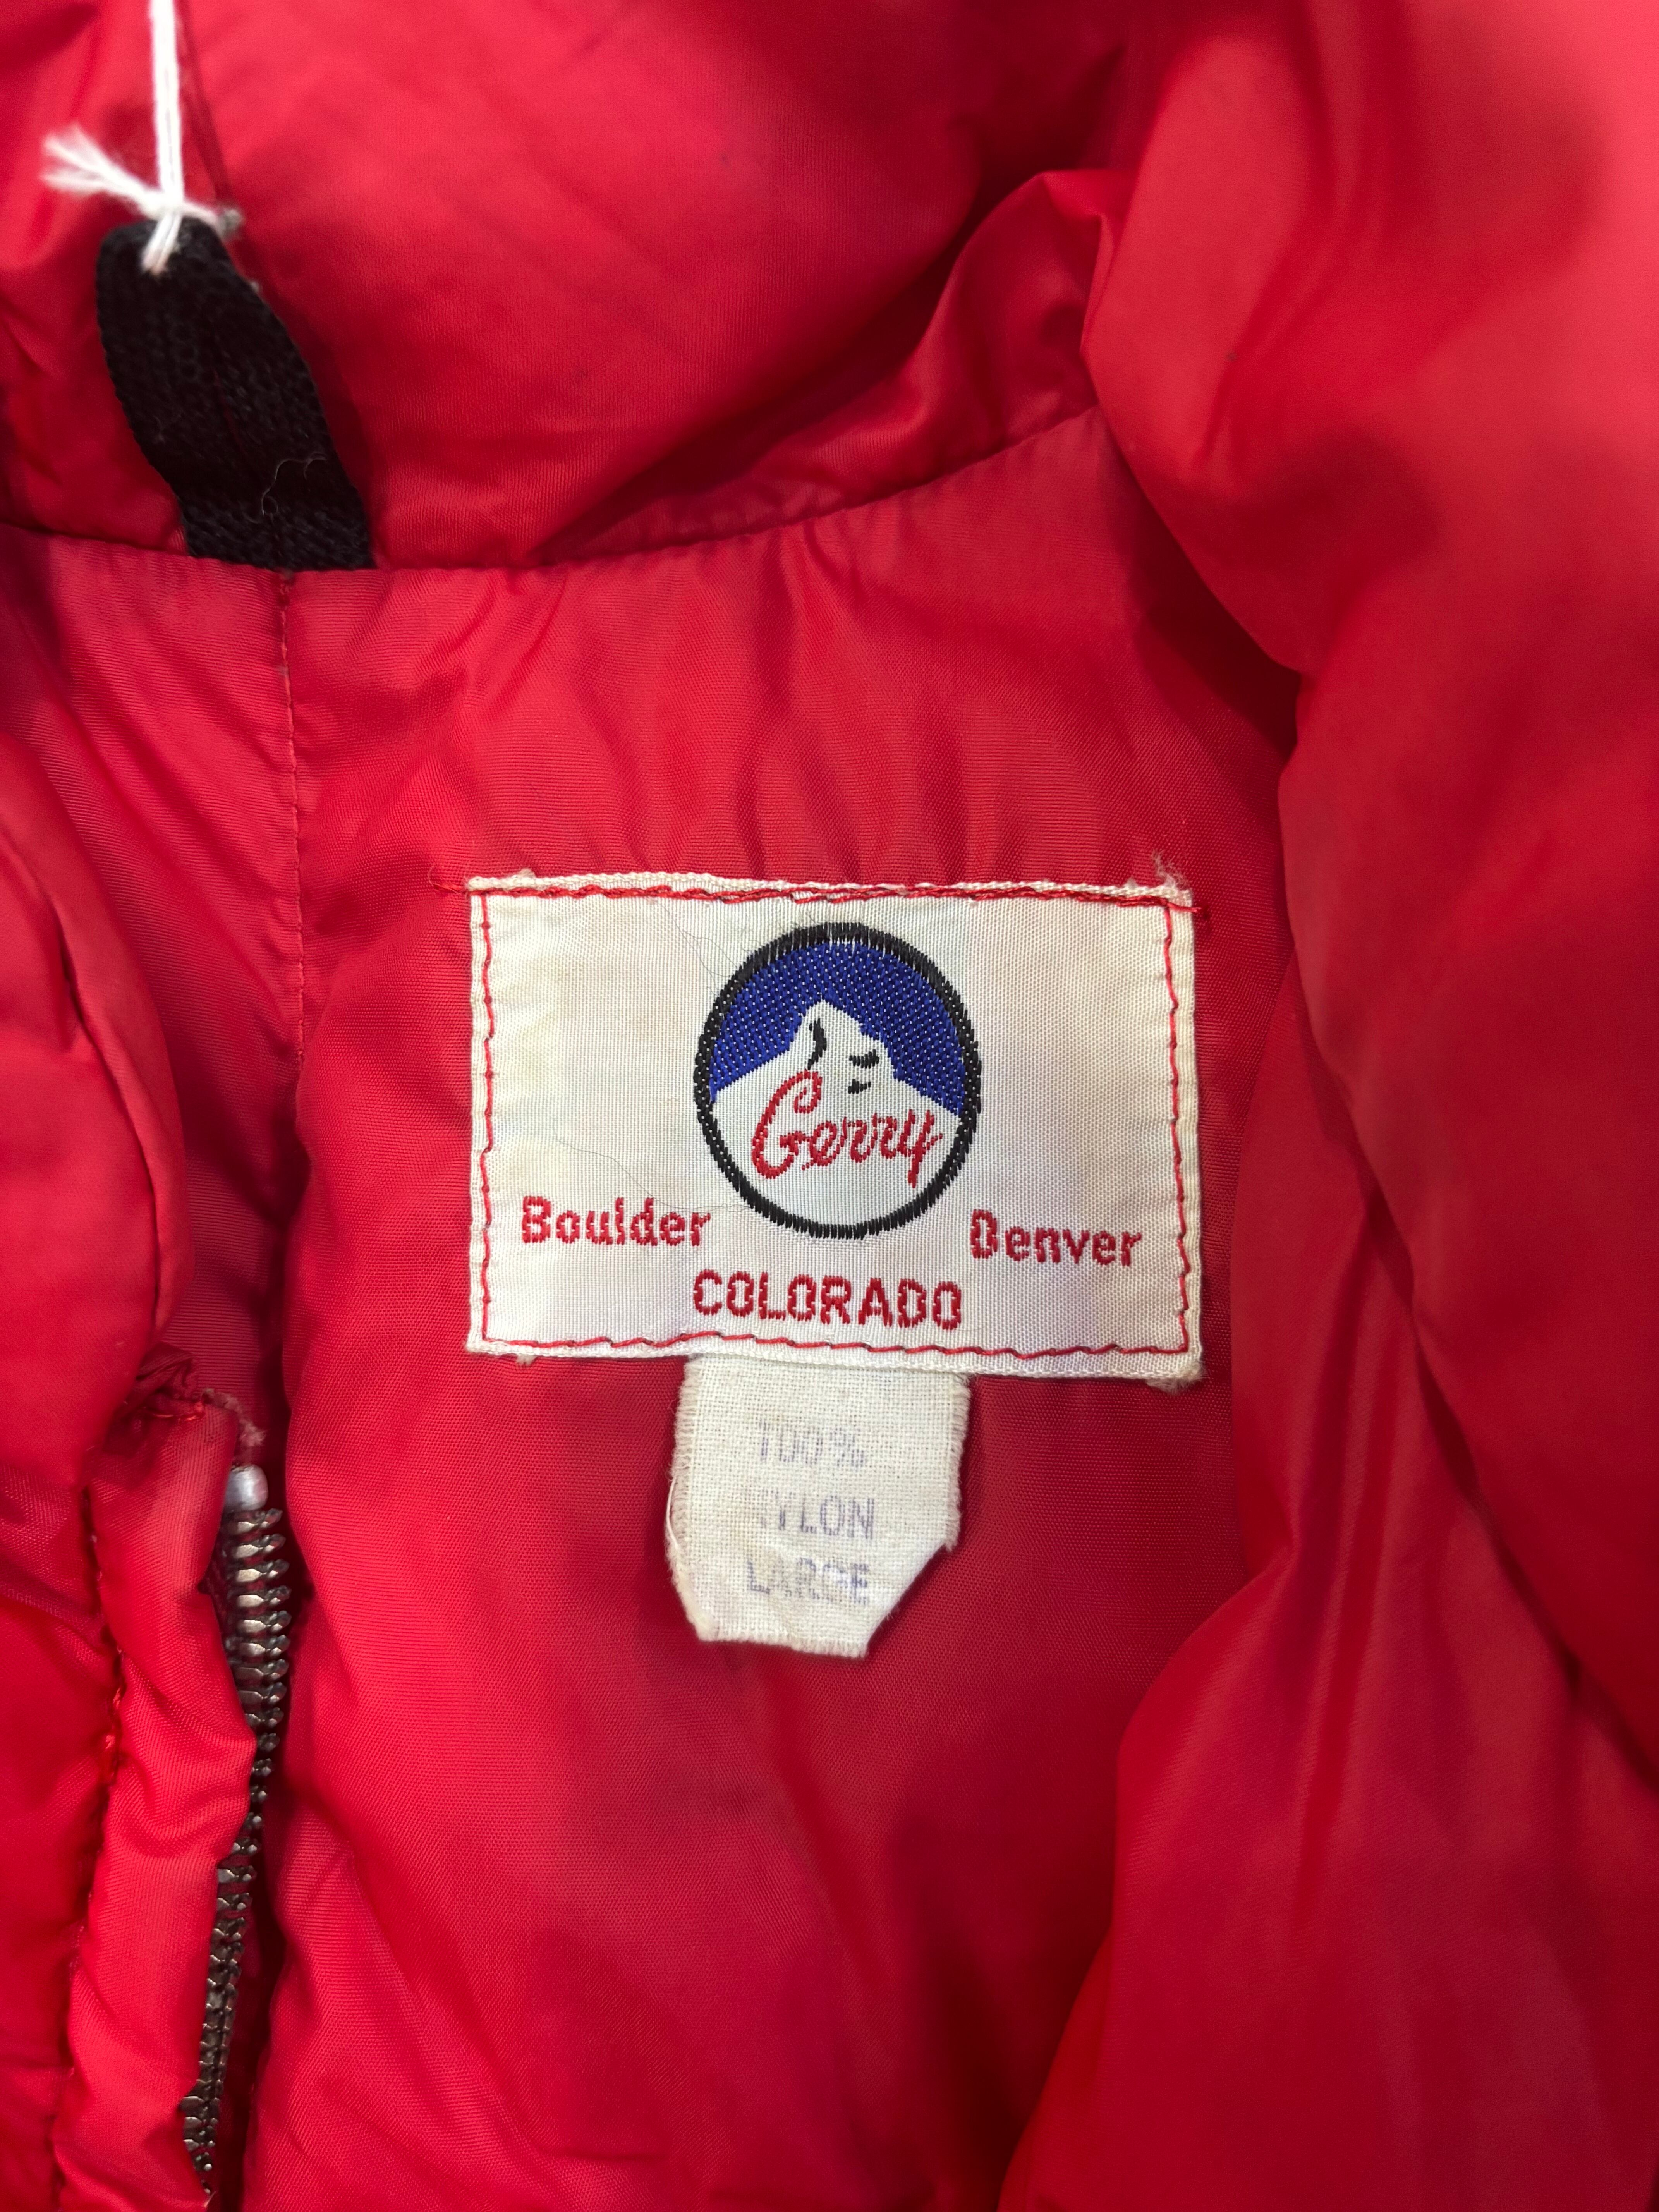 Gerry
Boulder Denver
COLORADO
100%
NYLON
LARGE